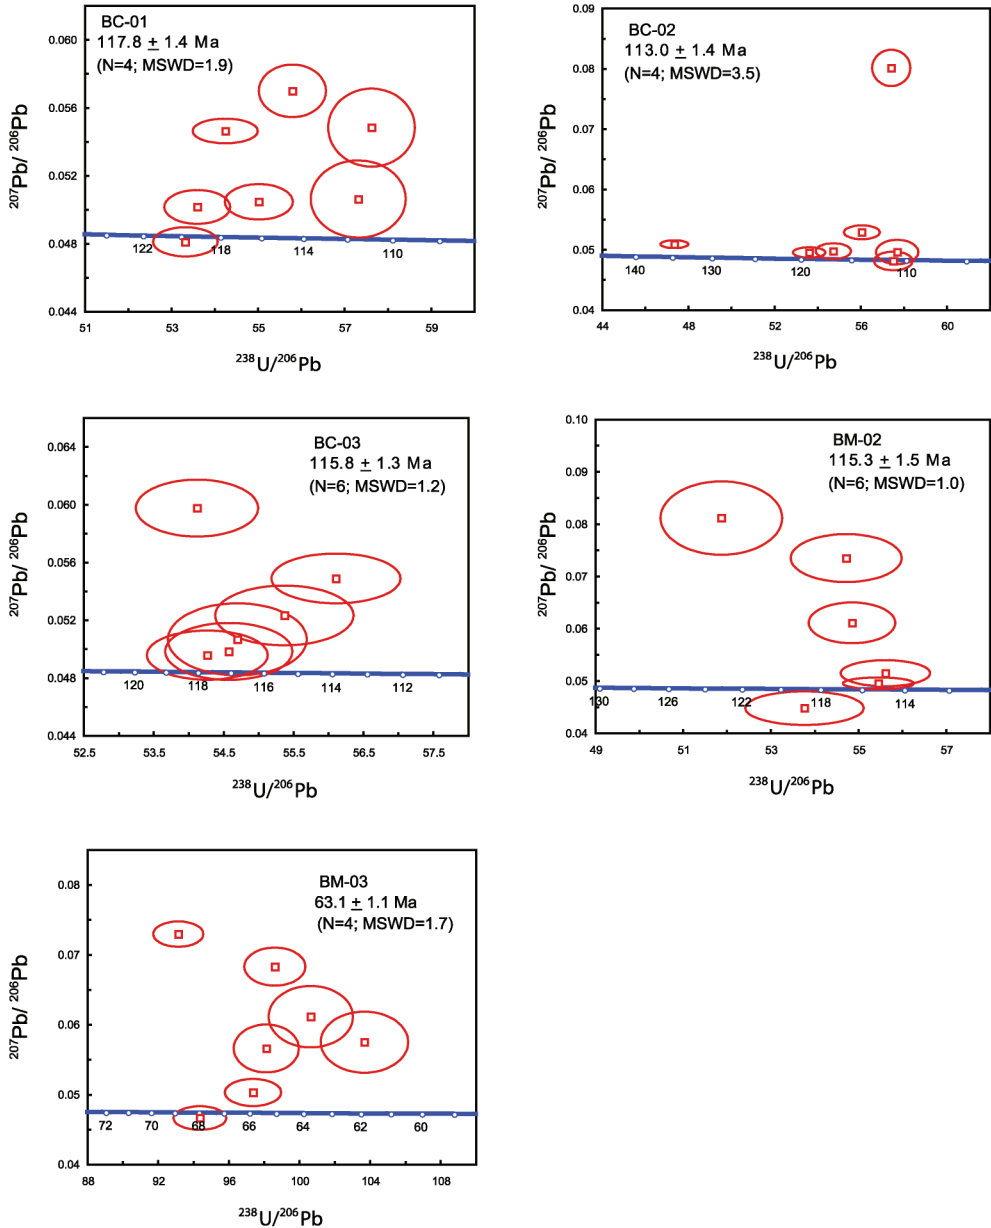 BC-01
117.8 ± 1.4 Ma
(N=4; MSWD=1.9)
0.060
0.056
0.052
0.048
0.044
207Pb/ 206Pb
122 118 114 110
51 53 55 57 59
238U/206Pb
BC-02
113.0 ± 1.4 Ma
(N=4; MSWD=3.5)
0.09
0.08
0.07
0.06
0.05
0.04
207Pb/ 206Pb
140 130 120 110
44 48 52 56 60
238U/206Pb
BC-03
115.8 ± 1.3 Ma
(N=6; MSWD=1.2)
0.064
0.060
0.056
0.052
0.048
0.044
207Pb/ 206Pb
120 118 116 114 112
52.5 53.5 54.5 55.5 56.5 57.5
238U/206Pb
BM-02
115.3 ± 1.5 Ma
(N=6; MSWD=1.0)
0.10
0.09
0.08
0.07
0.06
0.05
0.04
207Pb/ 206Pb
130 126 122 118 114
49 51 53 55 57
238U/206Pb
BM-03
63.1 ± 1.1 Ma
(N=4; MSWD=1.7)
0.08
0.07
0.06
0.05
0.04
207Pb/ 206Pb
72 70 68 66 64 62 60
88 92 96 100 104 108
238U/206Pb